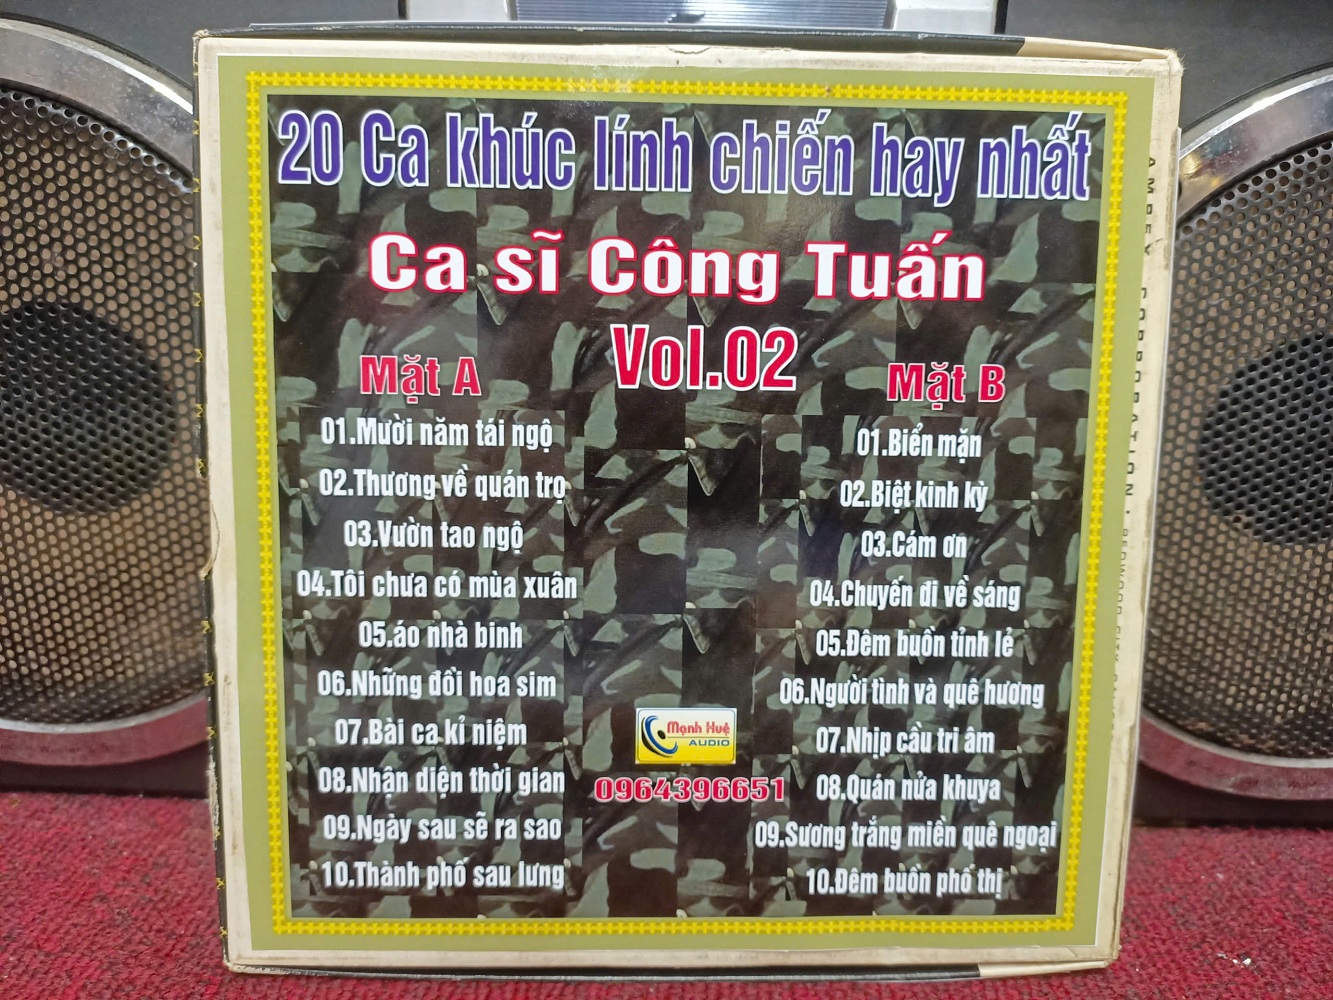 20 Ca khúc lính chiến hay nhất
Ca sĩ Công Tuấn
Vol.02
Mặt A
01.Mười năm tái ngộ
02.Thương về quán trọ
03.Vườn tao ngộ
04.Tôi chưa có mùa xuân
05.áo nhà binh
06.Những đồi hoa sim
07.Bài ca kỉ niệm
08.Nhận diện thời gian
09.Ngày sau sẽ ra sao
10.Thành phố sau lưng
Mặt B
01.Biển mặn
02.Biệt kinh kỳ
03.Cám ơn
04.Chuyến đi về sáng
05.Đêm buồn tỉnh lẻ
06.Người tình và quê hương
07.Nhịp cầu tri âm
08.Quán nửa khuya
09.Sương trắng miền quê ngoại
10.Đêm buồn phố thị
Mạnh Huệ
AUDIO
0964396651
AMPEX CORPORATION